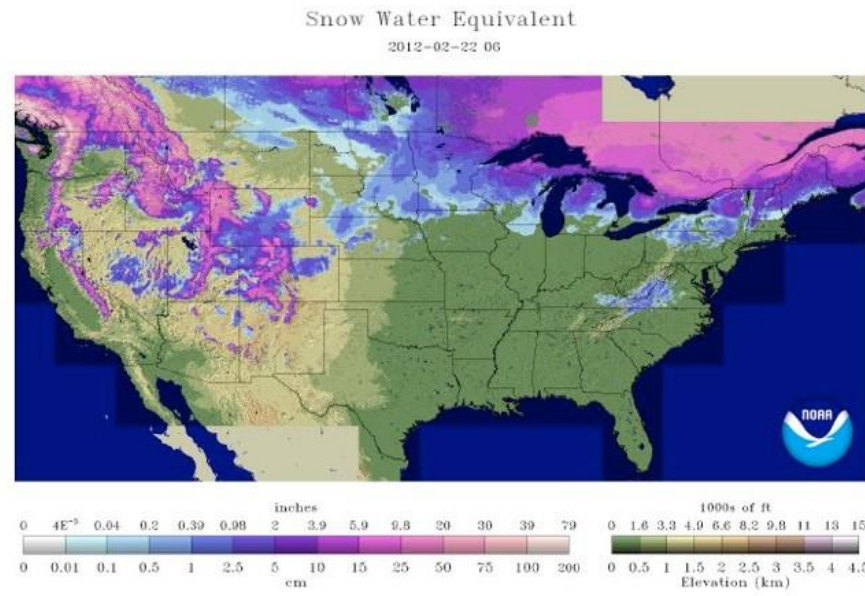 Snow Water Equivalent
2012-02-22 06
NOAA
inches
0 4E⁻³ 0.04 0.2 0.39 0.98 2 3.9 5.9 9.8 20 30 39 79
0 0.01 0.1 0.5 1 2.5 5 10 15 25 50 75 100 200
cm
1000s of ft
0 1.6 3.3 4.9 6.6 8.2 9.8 11 13 15
0 0.5 1 1.5 2 2.5 3 3.5 4 4.5
Elevation (km)